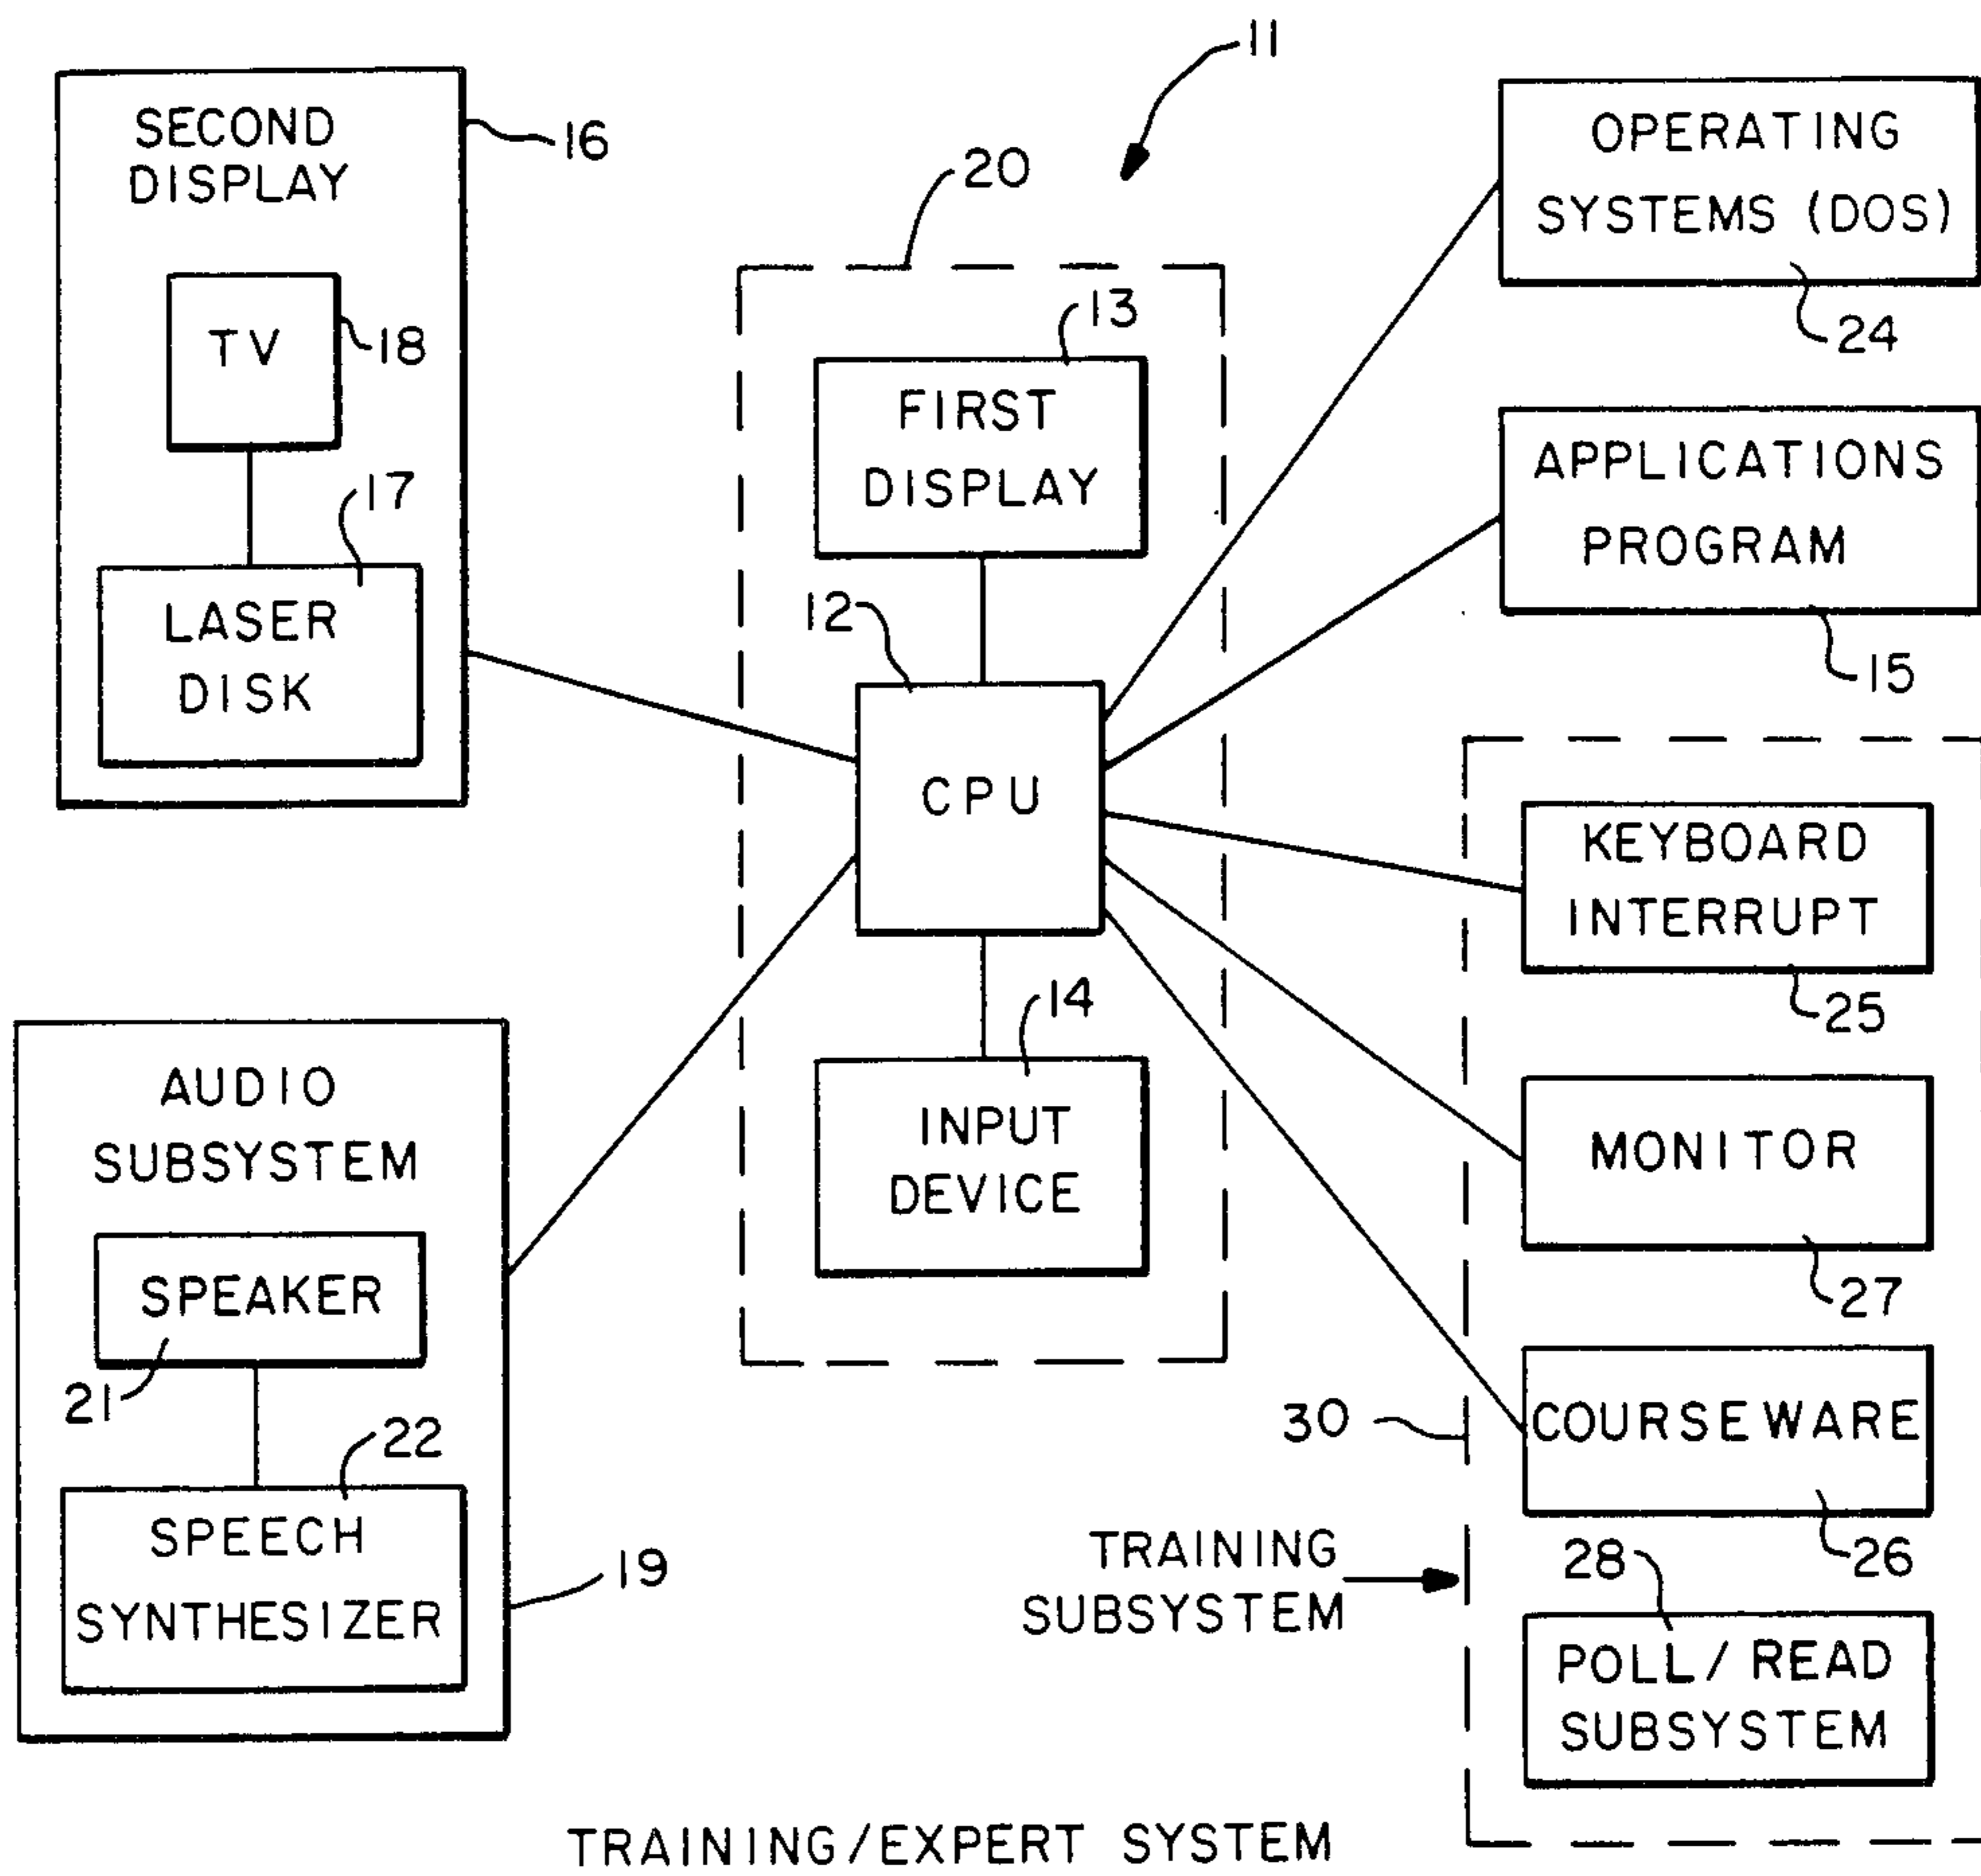 11
SECOND
DISPLAY
16
TV
18
17
LASER
DISK
20
13
FIRST
DISPLAY
12
CPU
14
INPUT
DEVICE
OPERATING
SYSTEMS (DOS)
24
APPLICATIONS
PROGRAM
15
KEYBOARD
INTERRUPT
25
MONITOR
27
30
COURSEWARE
26
TRAINING
SUBSYSTEM
28
POLL/READ
SUBSYSTEM
AUDIO
SUBSYSTEM
SPEAKER
21
22
SPEECH
SYNTHESIZER
19
TRAINING/EXPERT SYSTEM